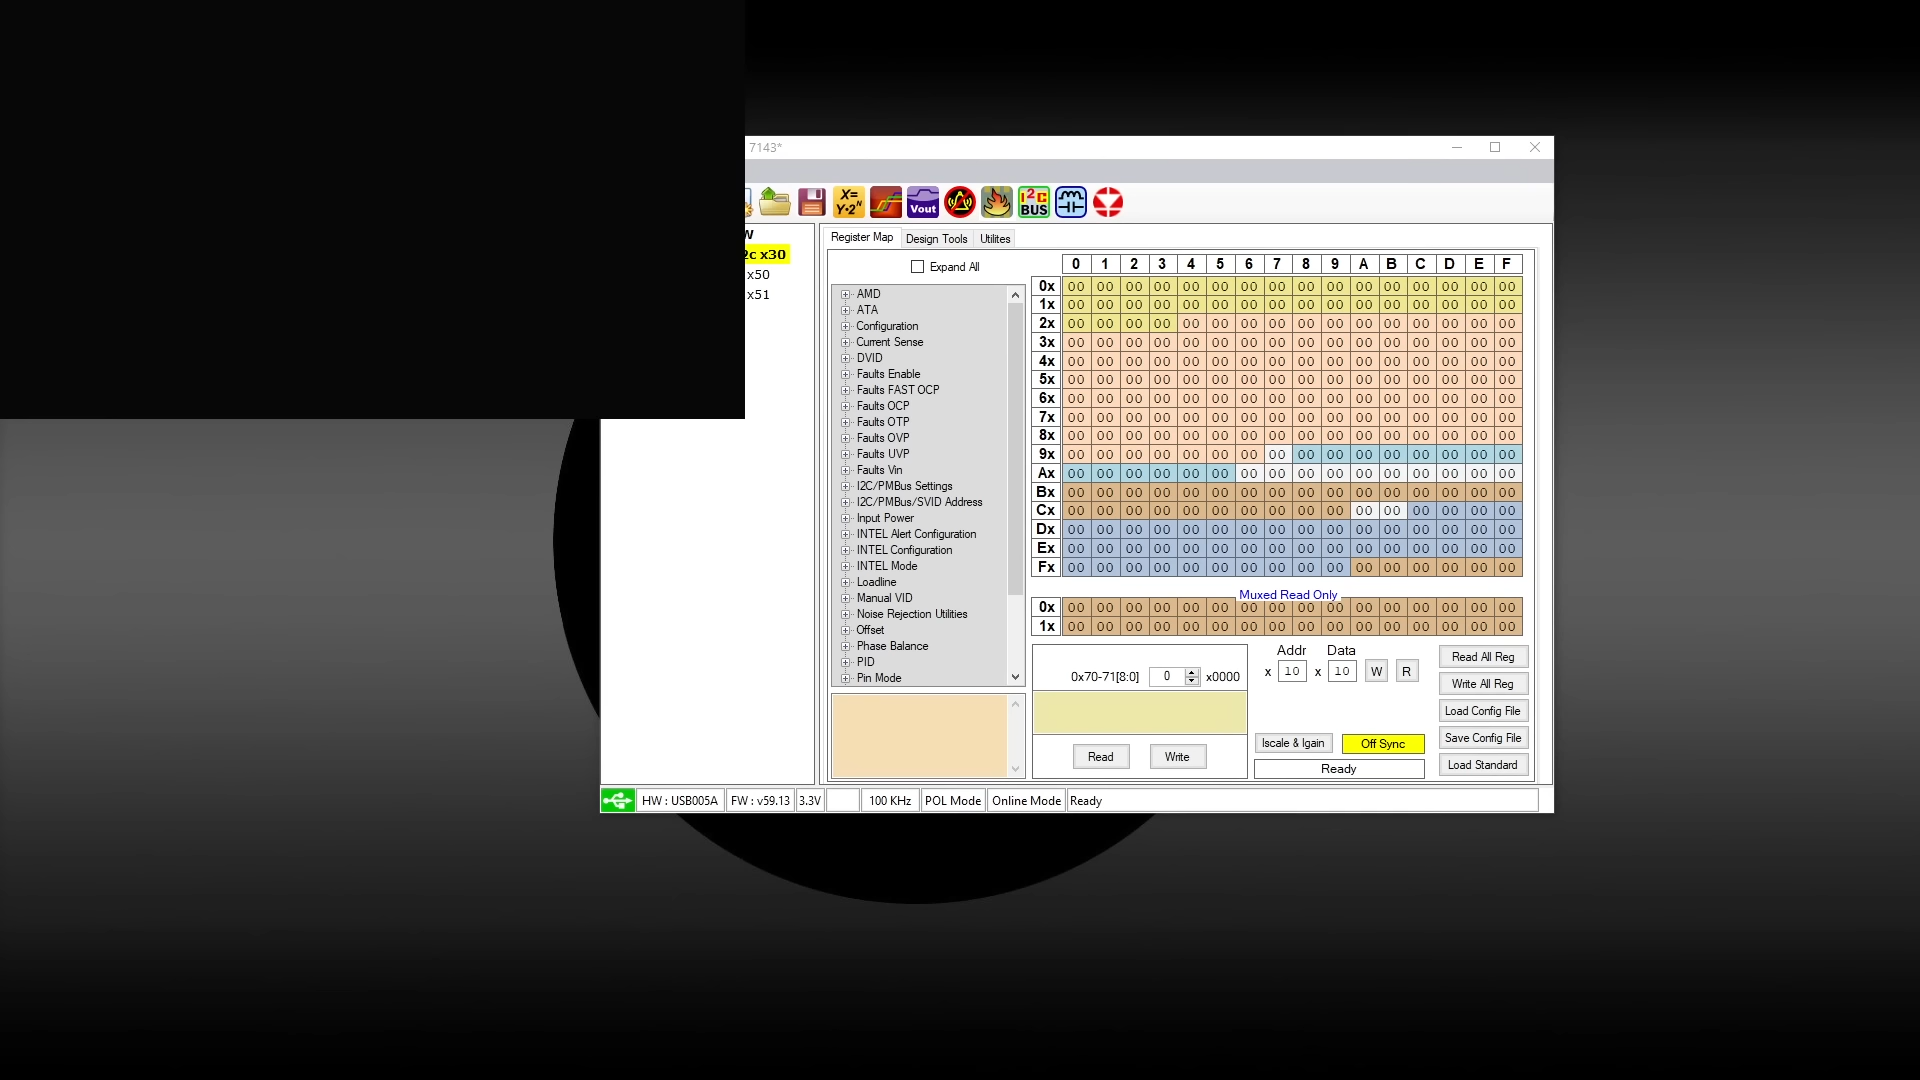 7143*
X=
Y·2ᴺ
Vout
I²C
BUS
x30
x50
x51
Register Map Design Tools Utilites
Expand All
AMD
ATA
Configuration
Current Sense
DVID
Faults Enable
Faults FAST OCP
Faults OCP
Faults OTP
Faults OVP
Faults UVP
Faults Vin
I2C/PMBus Settings
I2C/PMBus/SVID Address
Input Power
INTEL Alert Configuration
INTEL Configuration
INTEL Mode
Loadline
Manual VID
Noise Rejection Utilities
Offset
Phase Balance
PID
Pin Mode
0 1 2 3 4 5 6 7 8 9 A B C D E F
0x 00 00 00 00 00 00 00 00 00 00 00 00 00 00 00 00
1x 00 00 00 00 00 00 00 00 00 00 00 00 00 00 00 00
2x 00 00 00 00 00 00 00 00 00 00 00 00 00 00 00 00
3x 00 00 00 00 00 00 00 00 00 00 00 00 00 00 00 00
4x 00 00 00 00 00 00 00 00 00 00 00 00 00 00 00 00
5x 00 00 00 00 00 00 00 00 00 00 00 00 00 00 00 00
6x 00 00 00 00 00 00 00 00 00 00 00 00 00 00 00 00
7x 00 00 00 00 00 00 00 00 00 00 00 00 00 00 00 00
8x 00 00 00 00 00 00 00 00 00 00 00 00 00 00 00 00
9x 00 00 00 00 00 00 00 00 00 00 00 00 00 00 00 00
Ax 00 00 00 00 00 00 00 00 00 00 00 00 00 00 00 00
Bx 00 00 00 00 00 00 00 00 00 00 00 00 00 00 00 00
Cx 00 00 00 00 00 00 00 00 00 00 00 00 00 00 00 00
Dx 00 00 00 00 00 00 00 00 00 00 00 00 00 00 00 00
Ex 00 00 00 00 00 00 00 00 00 00 00 00 00 00 00 00
Fx 00 00 00 00 00 00 00 00 00 00 00 00 00 00 00 00
Muxed Read Only
0x 00 00 00 00 00 00 00 00 00 00 00 00 00 00 00 00
1x 00 00 00 00 00 00 00 00 00 00 00 00 00 00 00 00
0x70-71[8:0] 0 x0000
Read Write
Addr Data
x 10 x 10 W R
Iscale & Igain Off Sync
Ready
Read All Reg
Write All Reg
Load Config File
Save Config File
Load Standard
HW : USB005A FW : v59.13 3.3V 100 KHz POL Mode Online Mode Ready